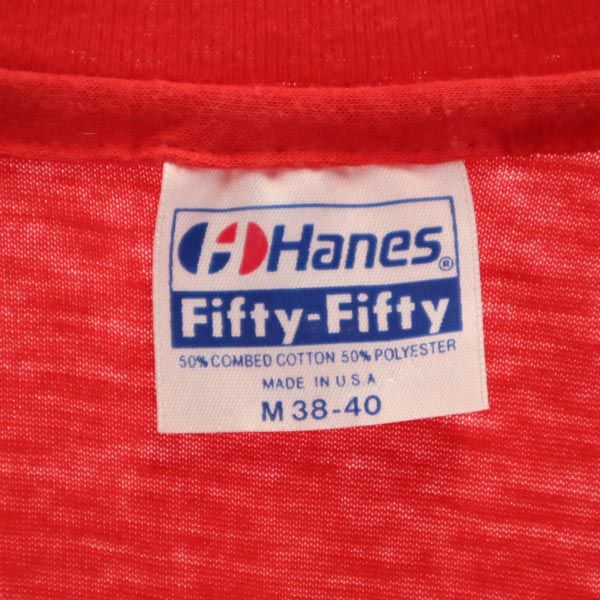 Hanes®
Fifty-Fifty
50% COMBED COTTON 50% POLYESTER
MADE IN U.S.A
M 38-40